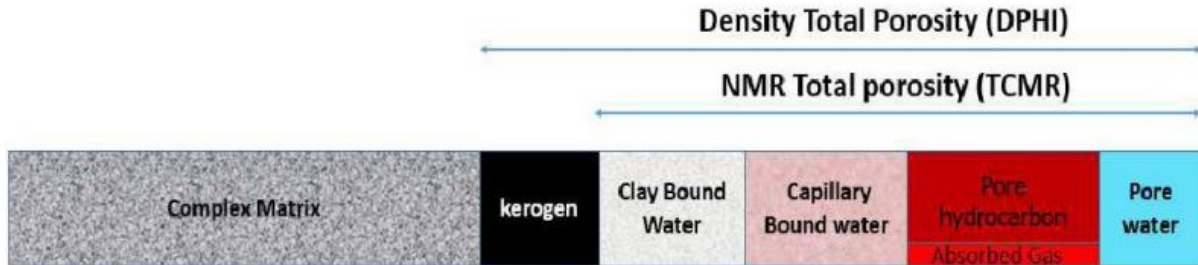 Density Total Porosity (DPHI)
NMR Total porosity (TCMR)
Complex Matrix
kerogen
Clay Bound
Water
Capillary
Bound water
Pore
hydrocarbon
Absorbed Gas
Pore
water